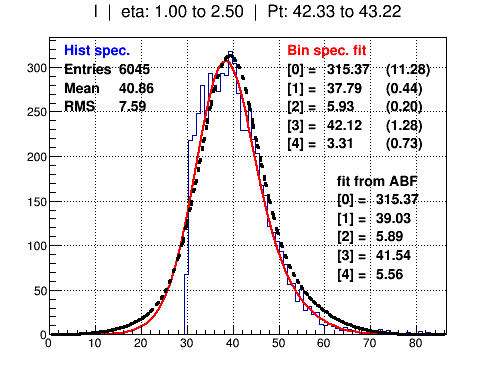 I | eta: 1.00 to 2.50 | Pt: 42.33 to 43.22
Hist spec.
Entries 6045
Mean 40.86
RMS 7.59
Bin spec. fit
[0] = 315.37 (11.28)
[1] = 37.79 (0.44)
[2] = 5.93 (0.20)
[3] = 42.12 (1.28)
[4] = 3.31 (0.73)
fit from ABF
[0] = 315.37
[1] = 39.03
[2] = 5.89
[3] = 41.54
[4] = 5.56
300
250
200
150
100
50
0
0 10 20 30 40 50 60 70 80